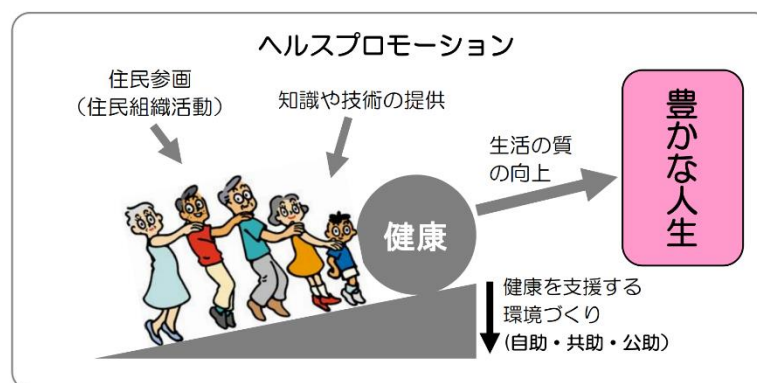 ヘルスプロモーション
住民参画
（住民組織活動）
知識や技術の提供
健康
生活の質
の向上
豊かな人生
健康を支援する
環境づくり
(自助・共助・公助）